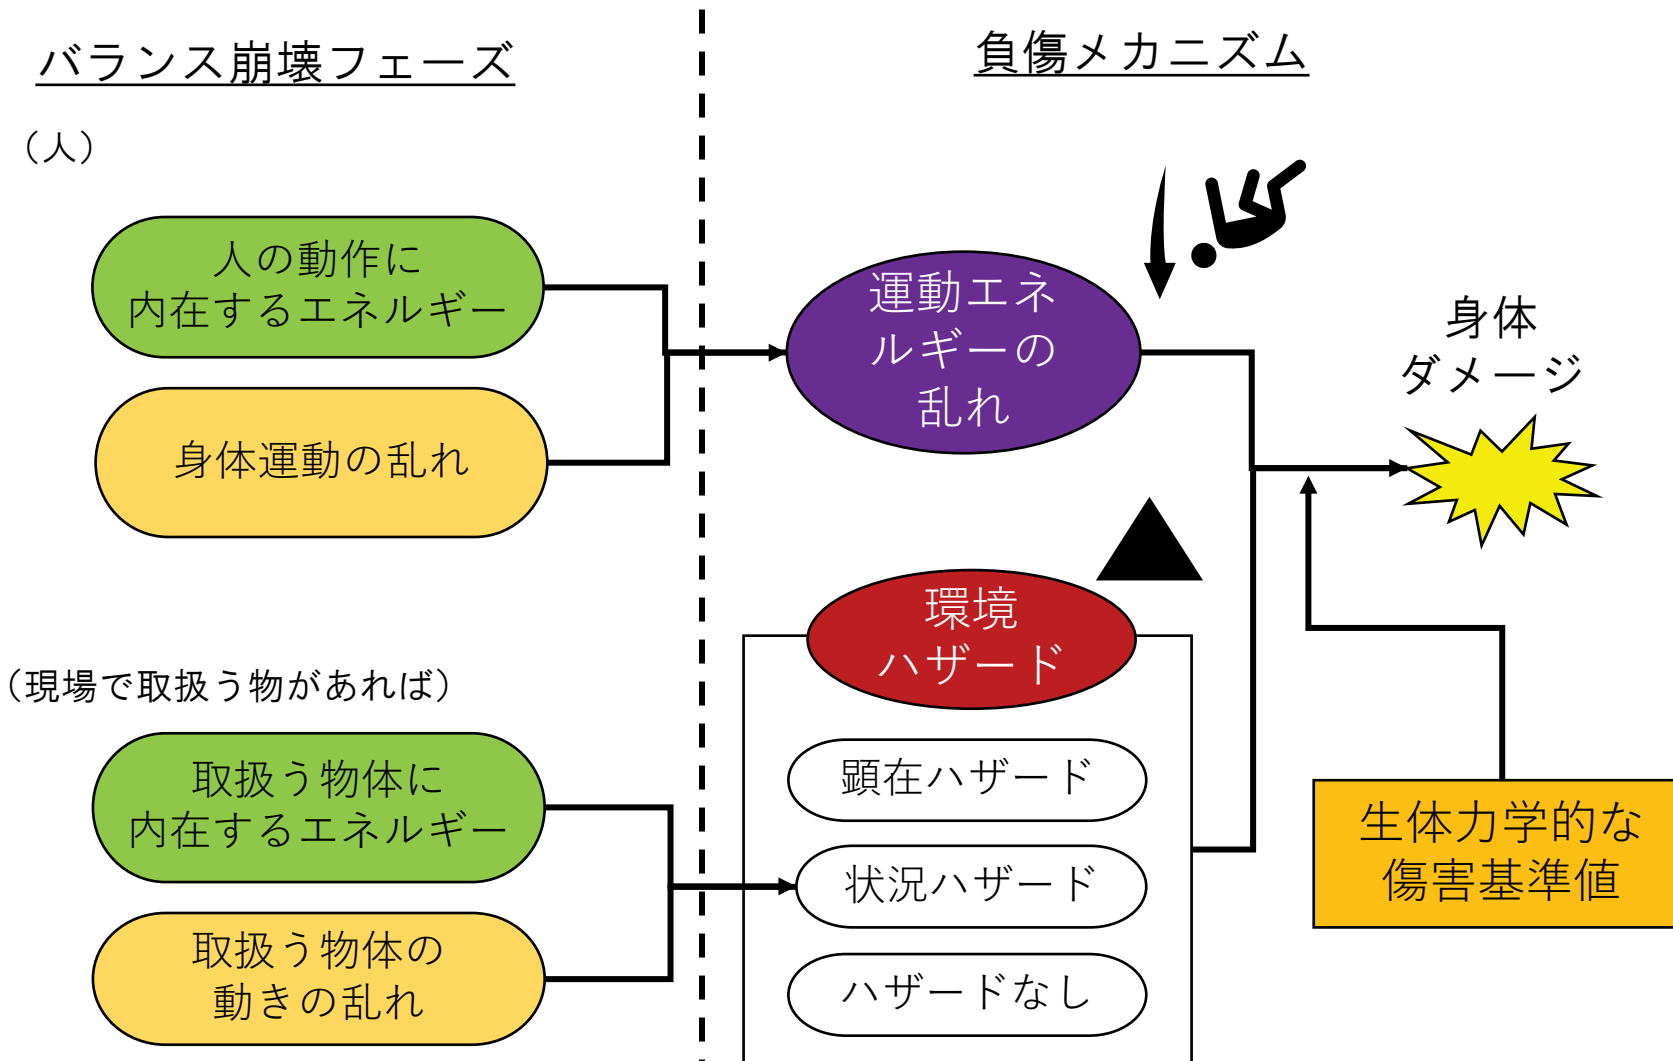 バランス崩壊フェーズ
（人）
人の動作に
内在するエネルギー
身体運動の乱れ
（現場で取扱う物があれば）
取扱う物体に
内在するエネルギー
取扱う物体の
動きの乱れ
負傷メカニズム
運動エネ
ルギーの
乱れ
環境
ハザード
顕在ハザード
状況ハザード
ハザードなし
身体
ダメージ
生体力学的な
傷害基準値